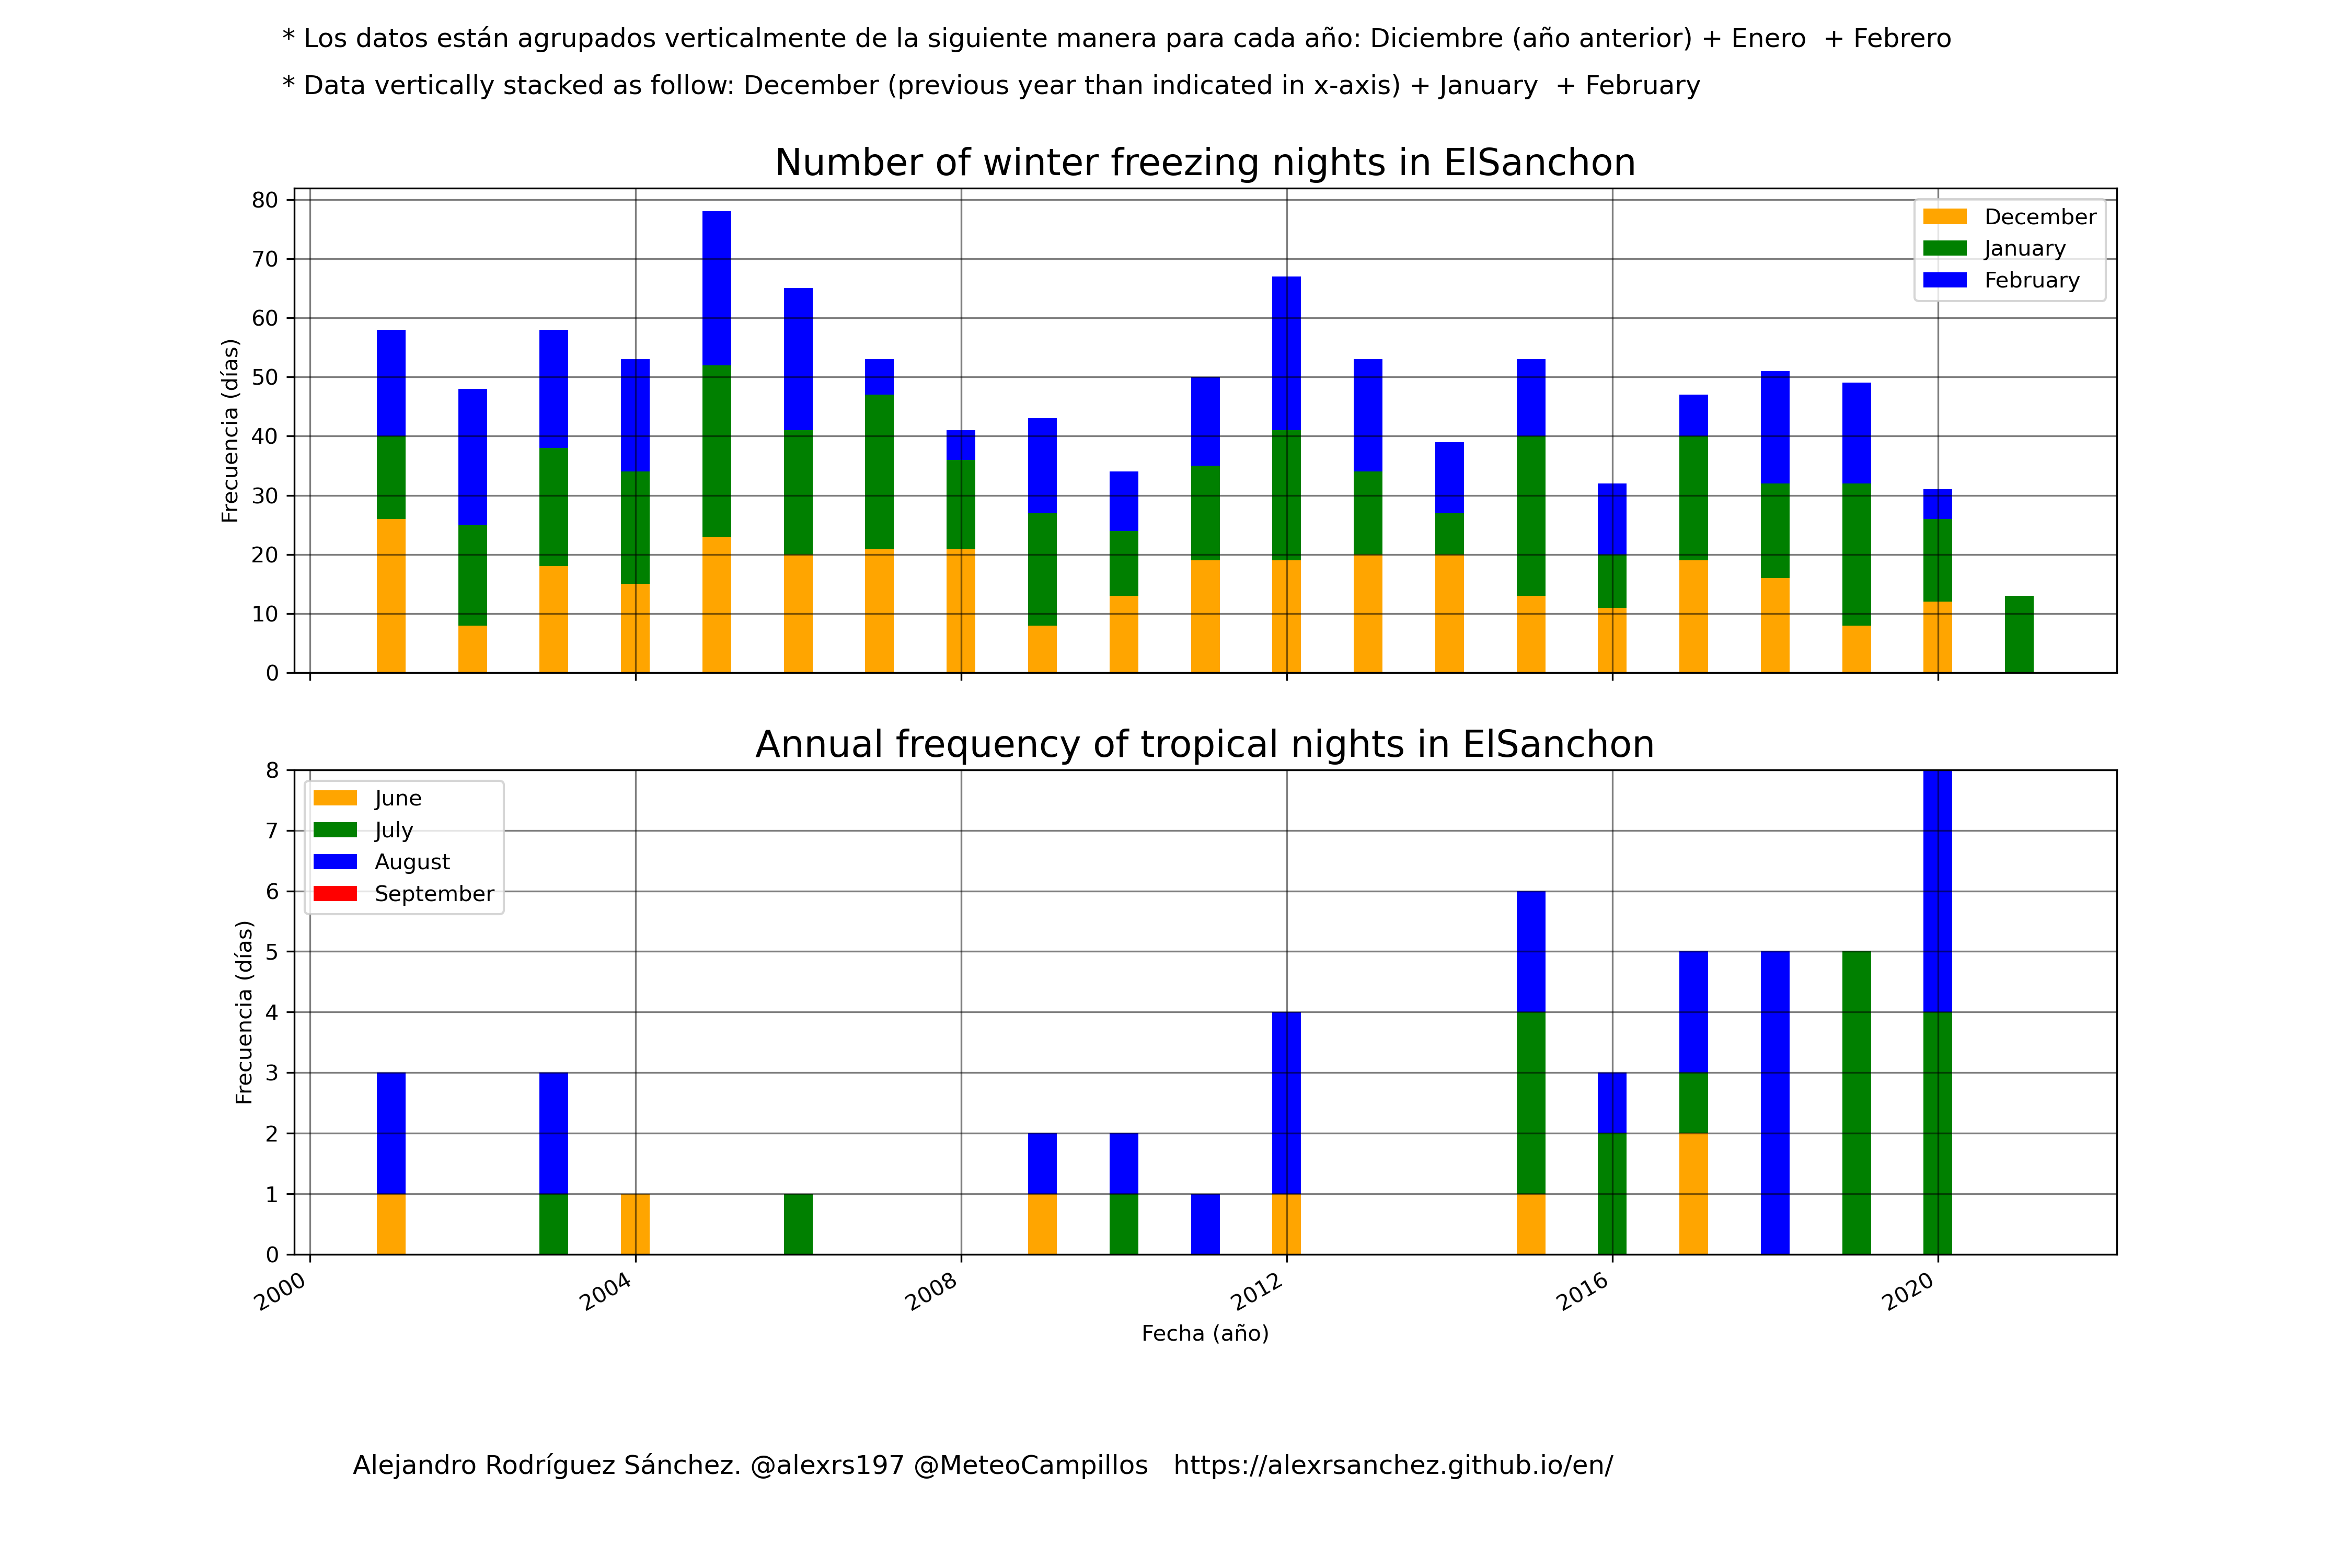 * Los datos están agrupados verticalmente de la siguiente manera para cada año: Diciembre (año anterior) + Enero  + Febrero
* Data vertically stacked as follow: December (previous year than indicated in x-axis) + January  + February
Number of winter freezing nights in ElSanchon
Frecuencia (días)
80
70
60
50
40
30
20
10
0
December
January
February
Annual frequency of tropical nights in ElSanchon
Frecuencia (días)
8
7
6
5
4
3
2
1
0
June
July
August
September
2000
2004
2008
2012
2016
2020
Fecha (año)
Alejandro Rodríguez Sánchez. @alexrs197 @MeteoCampillos   https://alexrsanchez.github.io/en/